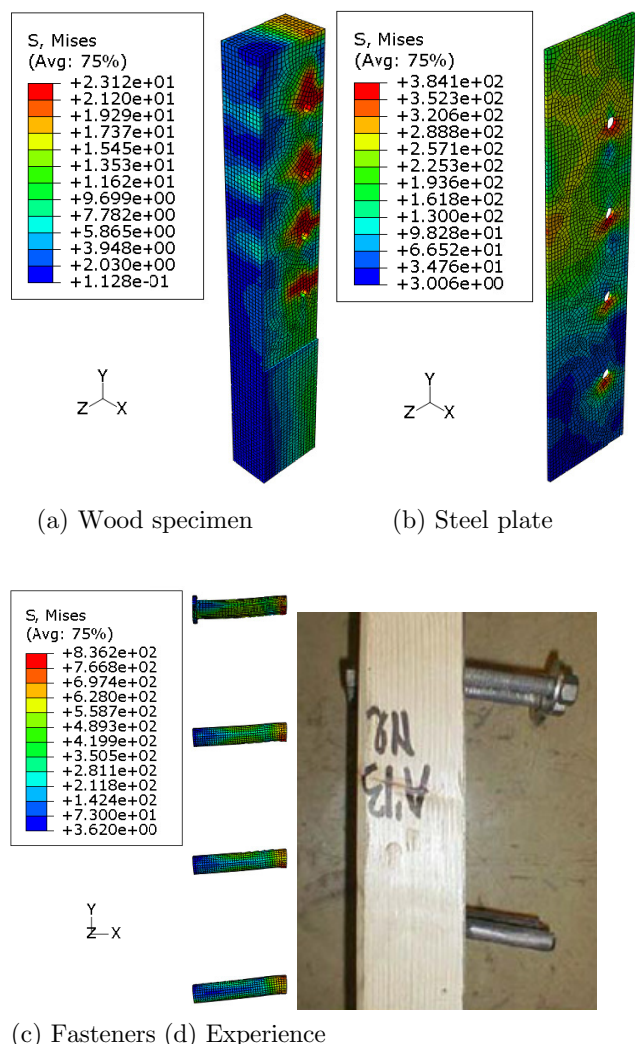 S, Mises
(Avg: 75%)
+2.312e+01
+2.120e+01
+1.929e+01
+1.737e+01
+1.545e+01
+1.353e+01
+1.162e+01
+9.699e+00
+7.782e+00
+5.865e+00
+3.948e+00
+2.030e+00
+1.128e-01
Y
Z X
S, Mises
(Avg: 75%)
+3.841e+02
+3.523e+02
+3.206e+02
+2.888e+02
+2.571e+02
+2.253e+02
+1.936e+02
+1.618e+02
+1.300e+02
+9.831e+01
+6.652e+01
+3.476e+01
+3.006e+00
Y
Z X
(a) Wood specimen
(b) Steel plate
S, Mises
(Avg: 75%)
+8.362e+02
+7.668e+02
+6.974e+02
+6.280e+02
+5.587e+02
+4.893e+02
+4.199e+02
+3.505e+02
+2.811e+02
+2.118e+02
+1.424e+02
+7.300e+01
+3.620e+00
Y
Z X
(c) Fasteners (d) Experience